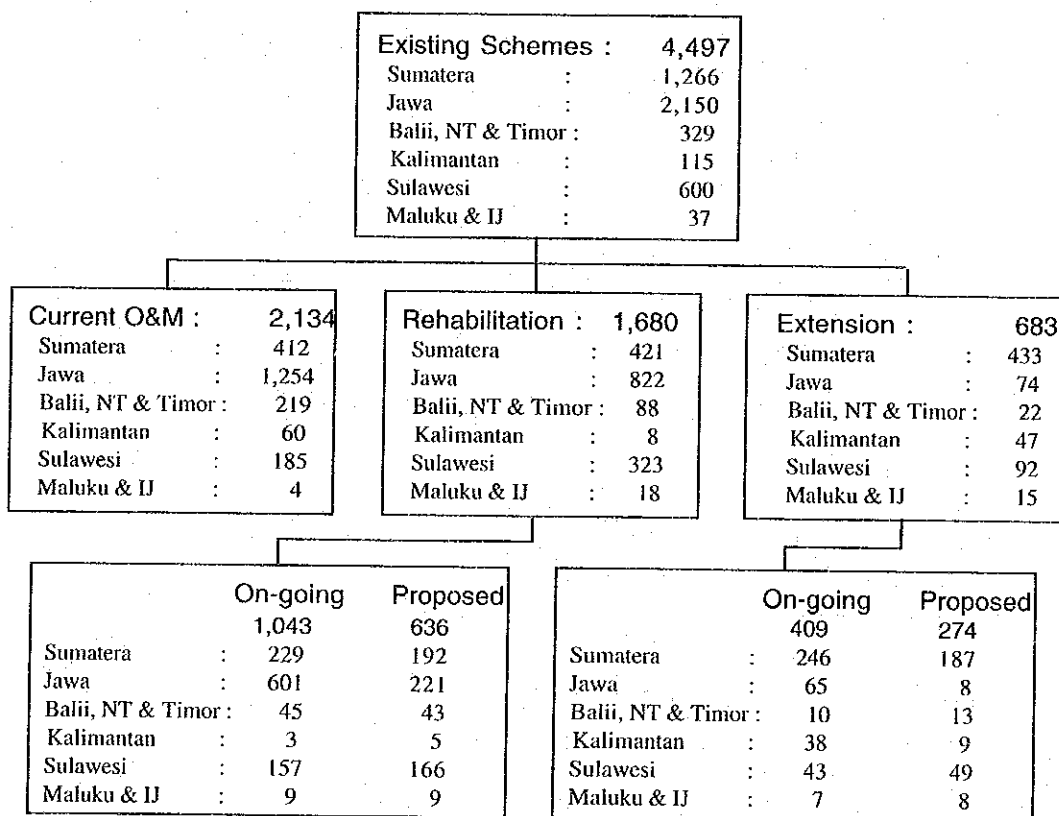 Existing Schemes : 4,497
Sumatera : 1,266
Jawa : 2,150
Balii, NT & Timor : 329
Kalimantan : 115
Sulawesi : 600
Maluku & IJ : 37
Current O&M : 2,134
Sumatera : 412
Jawa : 1,254
Balii, NT & Timor : 219
Kalimantan : 60
Sulawesi : 185
Maluku & IJ : 4
Rehabilitation : 1,680
Sumatera : 421
Jawa : 822
Balii, NT & Timor : 88
Kalimantan : 8
Sulawesi : 323
Maluku & IJ : 18
Extension : 683
Sumatera : 433
Jawa : 74
Balii, NT & Timor : 22
Kalimantan : 47
Sulawesi : 92
Maluku & IJ : 15
On-going Proposed
1,043 636
Sumatera : 229 192
Jawa : 601 221
Balii, NT & Timor : 45 43
Kalimantan : 3 5
Sulawesi : 157 166
Maluku & IJ : 9 9
On-going Proposed
409 274
Sumatera : 246 187
Jawa : 65 8
Balii, NT & Timor : 10 13
Kalimantan : 38 9
Sulawesi : 43 49
Maluku & IJ : 7 8